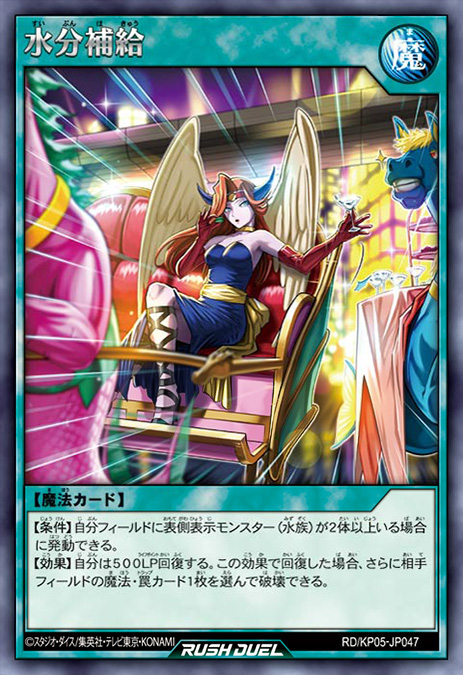 水分補給
魔
【魔法カード】
【条件】自分フィールドに表側表示モンスター(水族)が2体以上いる場合
に発動できる。
【効果】自分は500LP回復する。この効果で回復した場合、さらに相手
フィールドの魔法・罠カード1枚を選んで破壊できる。
©スタジオ・ダイス/集英社・テレビ東京・KONAMI
RUSH DUEL
RD/KP05-JP047